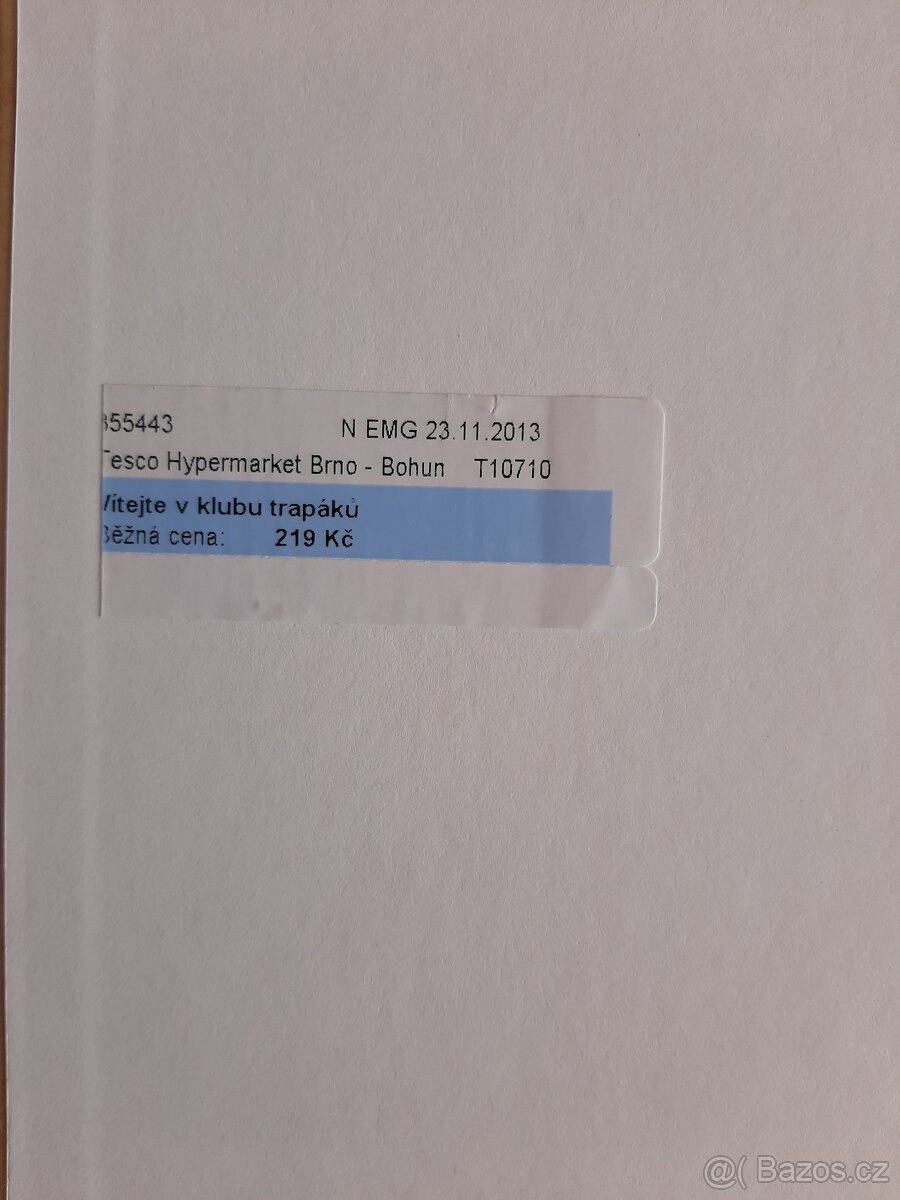 355443 N EMG 23.11.2013
Tesco Hypermarket Brno - Bohun T10710
Vítejte v klubu trapáků
Běžná cena: 219 Kč
@( Bazos.cz